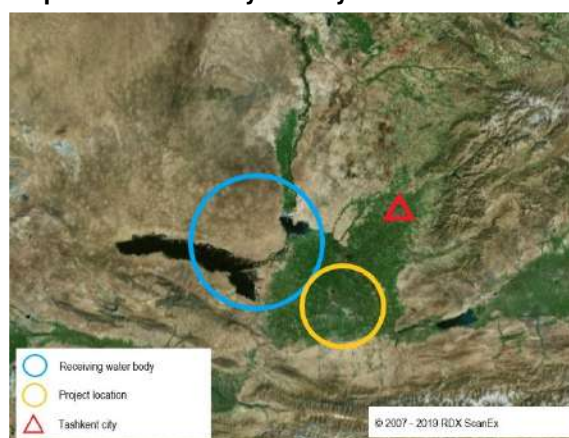 Receiving water body
Project location
Tashkent city
© 2007 - 2019 RDX ScanEx